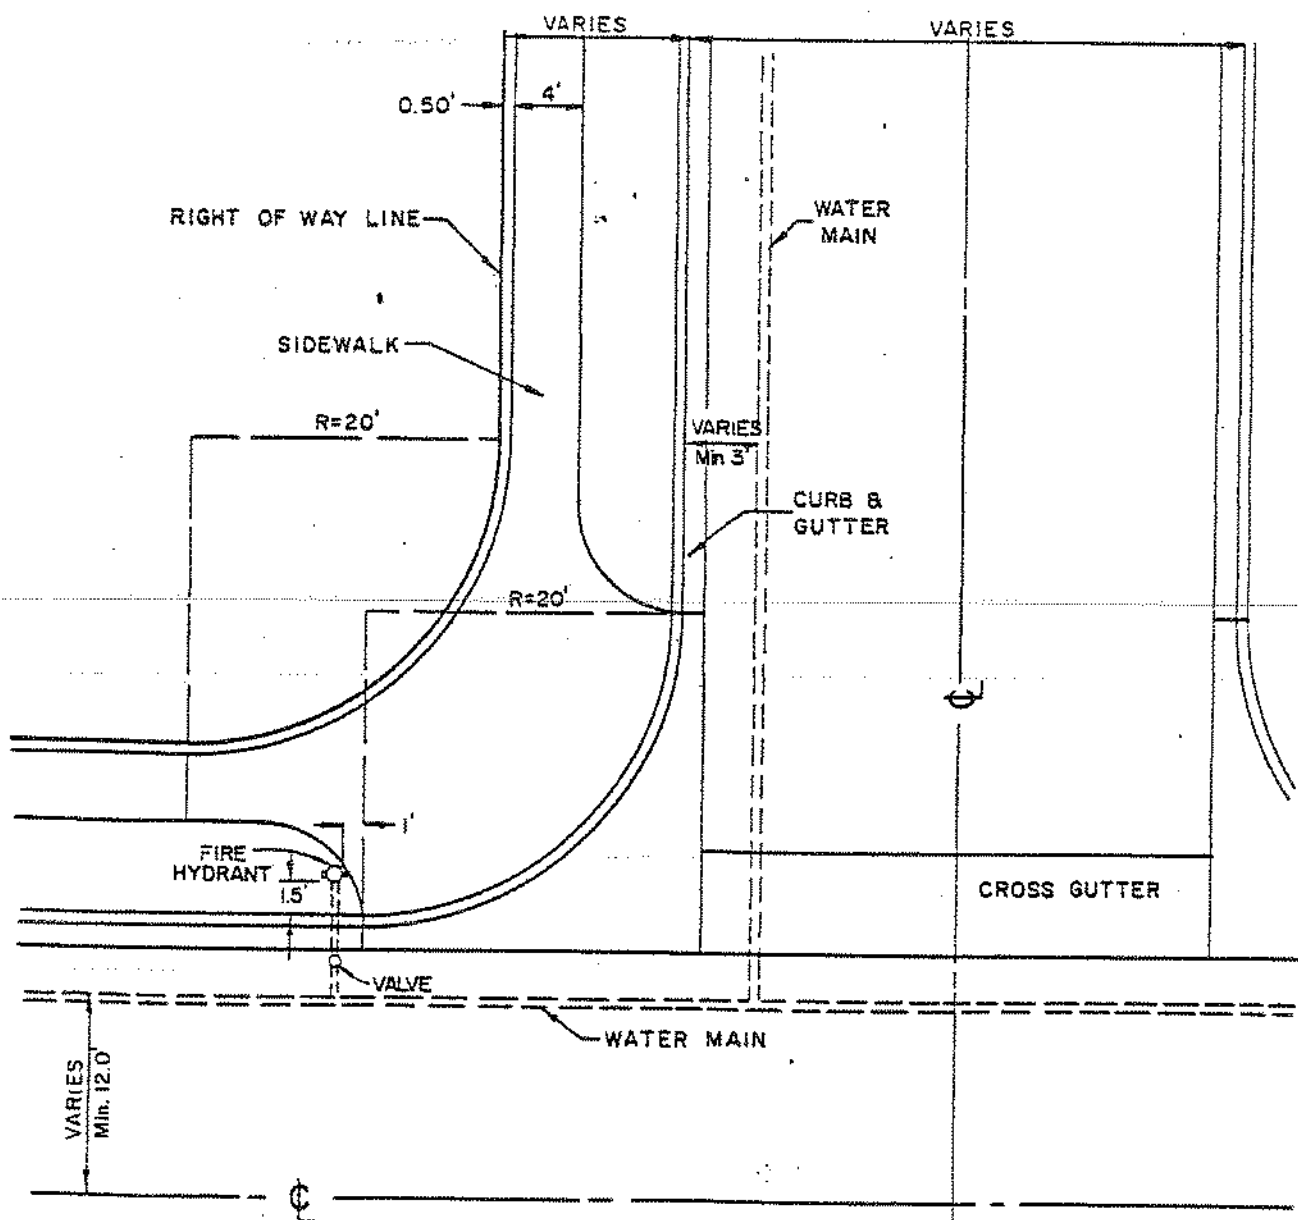 VARIES
VARIES
0.50'
4'
RIGHT OF WAY LINE
WATER
MAIN
SIDEWALK
R=20'
VARIES
Min 3'
CURB &
GUTTER
R=20'
1'
FIRE
HYDRANT
1.5'
CROSS GUTTER
VALVE
WATER MAIN
VARIES
Min. 12.0'